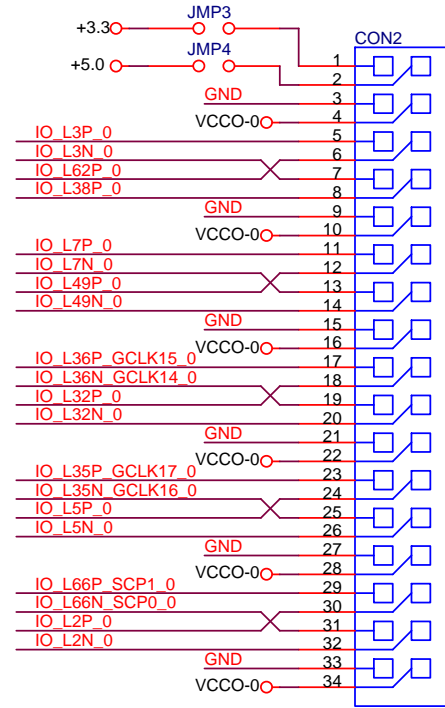 JMP3
+3.3
CON2
JMP4
1
+5.0
2
GND
3
VCCO-0
4
IO_L3P_0
5
IO_L3N_0
6
IO_L62P_0
7
IO_L38P_0
8
GND
9
VCCO-0
10
IO_L7P_0
11
IO_L7N_0
12
IO_L49P_0
13
IO_L49N_0
14
GND
15
VCCO-0
16
IO_L36P_GCLK15_0
17
IO_L36N_GCLK14_0
18
IO_L32P_0
19
IO_L32N_0
20
GND
21
VCCO-0
22
IO_L35P_GCLK17_0
23
IO_L35N_GCLK16_0
24
IO_L5P_0
25
IO_L5N_0
26
GND
27
VCCO-0
28
IO_L66P_SCP1_0
29
IO_L66N_SCP0_0
30
IO_L2P_0
31
IO_L2N_0
32
GND
33
VCCO-0
34